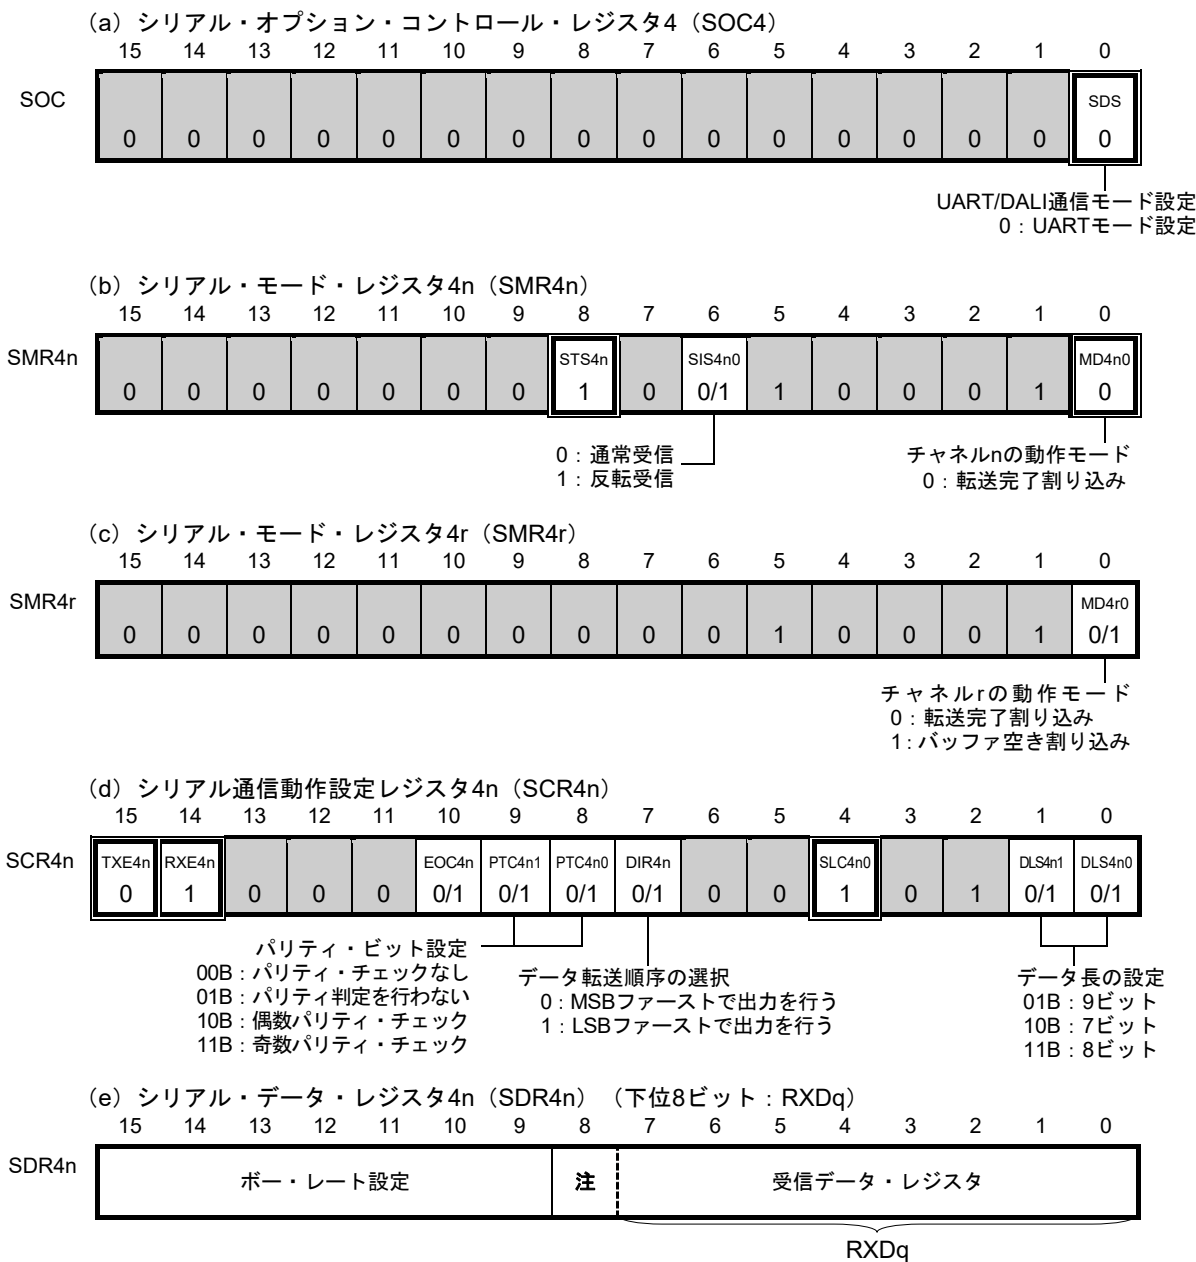 (a) シリアル・オプション・コントロール・レジスタ4（SOC4）
15 14 13 12 11 10 9 8 7 6 5 4 3 2 1 0
SOC
SDS
0 0 0 0 0 0 0 0 0 0 0 0 0 0 0 0
UART/DALI通信モード設定
0：UARTモード設定
(b) シリアル・モード・レジスタ4n（SMR4n）
15 14 13 12 11 10 9 8 7 6 5 4 3 2 1 0
SMR4n
STS4n SIS4n0 MD4n0
0 0 0 0 0 0 0 1 0 0/1 1 0 0 0 1 0
0：通常受信
1：反転受信
チャネルnの動作モード
0：転送完了割り込み
(c) シリアル・モード・レジスタ4r（SMR4r）
15 14 13 12 11 10 9 8 7 6 5 4 3 2 1 0
SMR4r
MD4r0
0 0 0 0 0 0 0 0 0 0 1 0 0 0 1 0/1
チャネルrの動作モード
0：転送完了割り込み
1：バッファ空き割り込み
(d) シリアル通信動作設定レジスタ4n（SCR4n）
15 14 13 12 11 10 9 8 7 6 5 4 3 2 1 0
SCR4n
TXE4n RXE4n EOC4n PTC4n1 PTC4n0 DIR4n SLC4n0 DLS4n1 DLS4n0
0 1 0 0 0 0/1 0/1 0/1 0/1 0 0 1 0 1 0/1 0/1
パリティ・ビット設定
00B：パリティ・チェックなし
01B：パリティ判定を行わない
10B：偶数パリティ・チェック
11B：奇数パリティ・チェック
データ転送順序の選択
0：MSBファーストで出力を行う
1：LSBファーストで出力を行う
データ長の設定
01B：9ビット
10B：7ビット
11B：8ビット
(e) シリアル・データ・レジスタ4n（SDR4n）（下位8ビット：RXDq）
15 14 13 12 11 10 9 8 7 6 5 4 3 2 1 0
SDR4n
ボー・レート設定 注 受信データ・レジスタ
RXDq